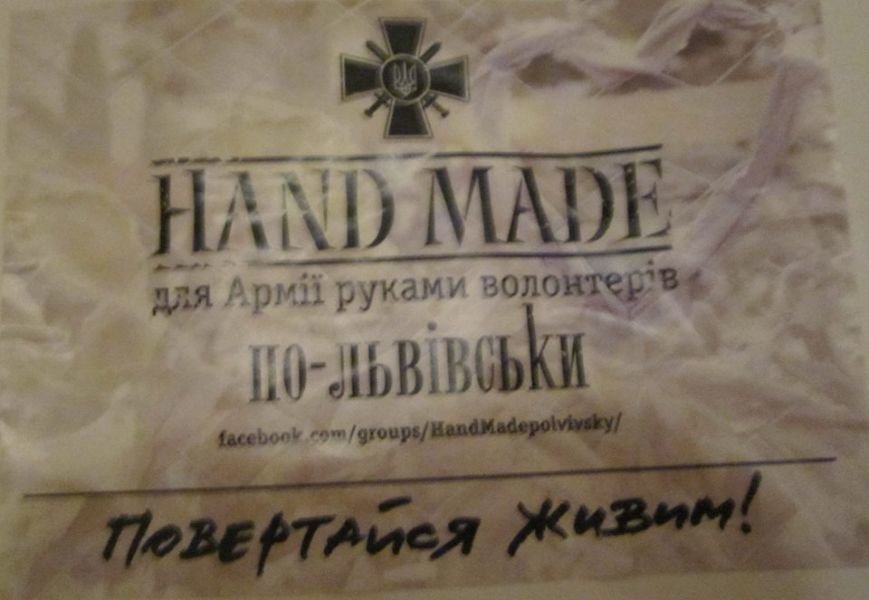 HAND MADE
для Армії руками волонтерів
по-львівськи
facebook.com/groups/HandMadepolvivsky/
Повертайся живим!